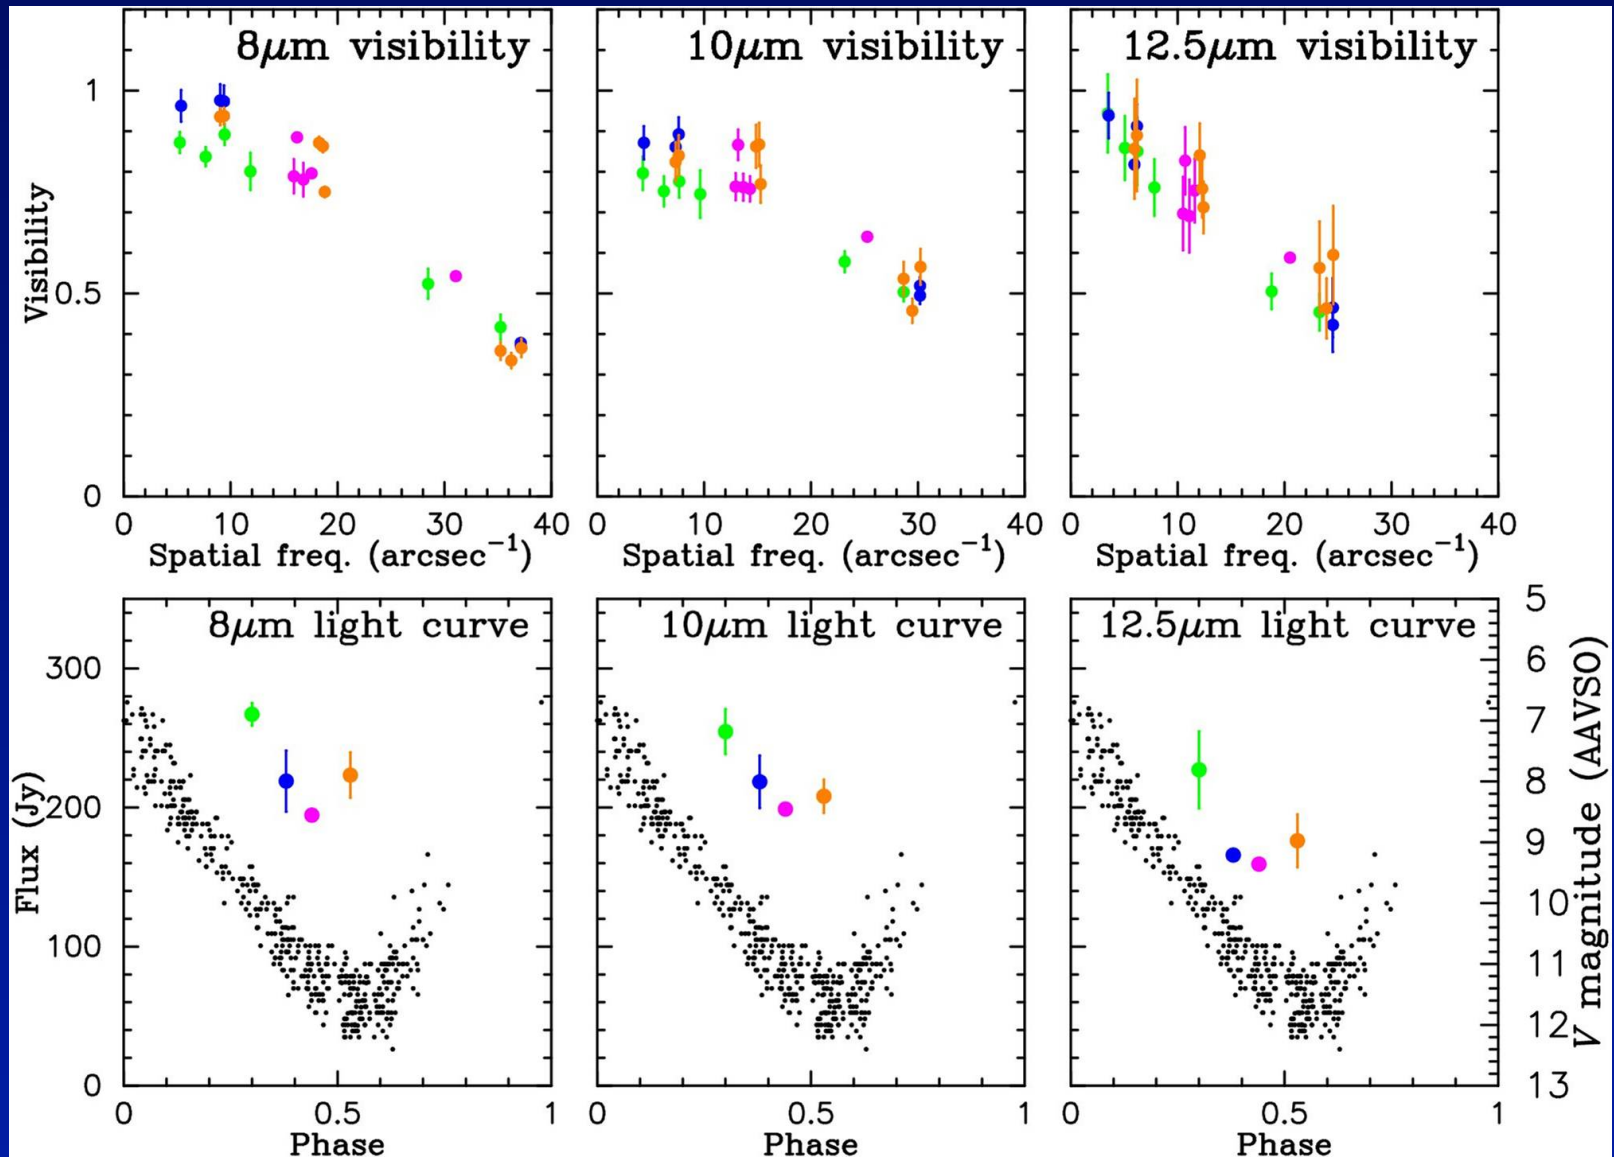 8μm visibility
10μm visibility
12.5μm visibility
Visibility
1
0.5
0
0 10 20 30 40
0 10 20 30 40
0 10 20 30 40
Spatial freq. (arcsec⁻¹)
Spatial freq. (arcsec⁻¹)
Spatial freq. (arcsec⁻¹)
8μm light curve
10μm light curve
12.5μm light curve
Flux (Jy)
300
200
100
0
5
6
7
8
9
10
11
12
13
V magnitude (AAVSO)
0 0.5 1
0 0.5 1
0 0.5 1
Phase
Phase
Phase